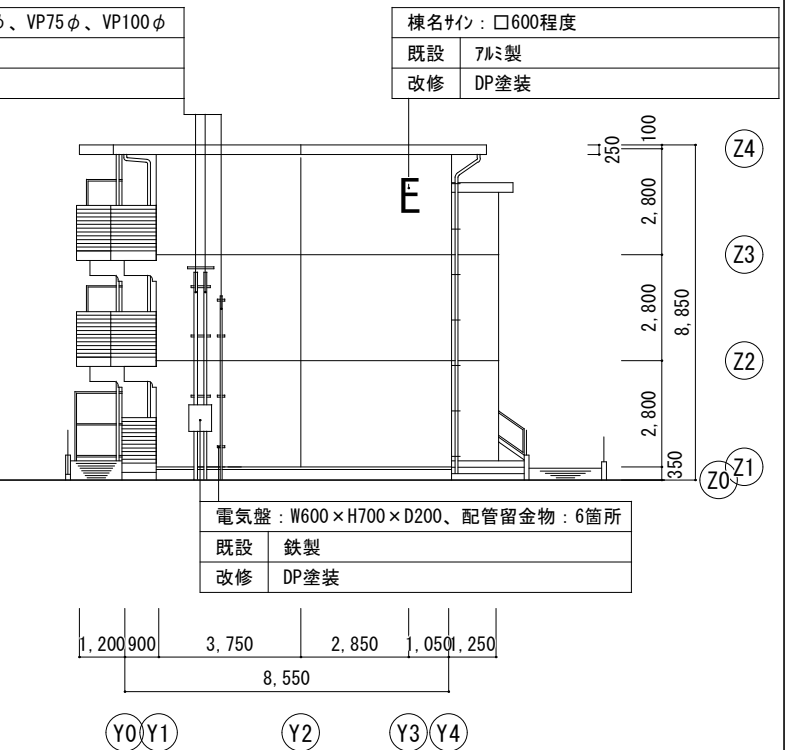 、VP75φ、VP100φ
棟名ｻｲﾝ：□600程度
既設 ｱﾙﾐ製
改修 DP塗装
100
250
Z4
E
2,800
Z3
2,800
8,850
Z2
2,800
350
Z0 Z1
電気盤：W600×H700×D200、配管留金物：6箇所
既設 鉄製
改修 DP塗装
1,200 900 3,750 2,850 1,050 1,250
8,550
Y0 Y1 Y2 Y3 Y4